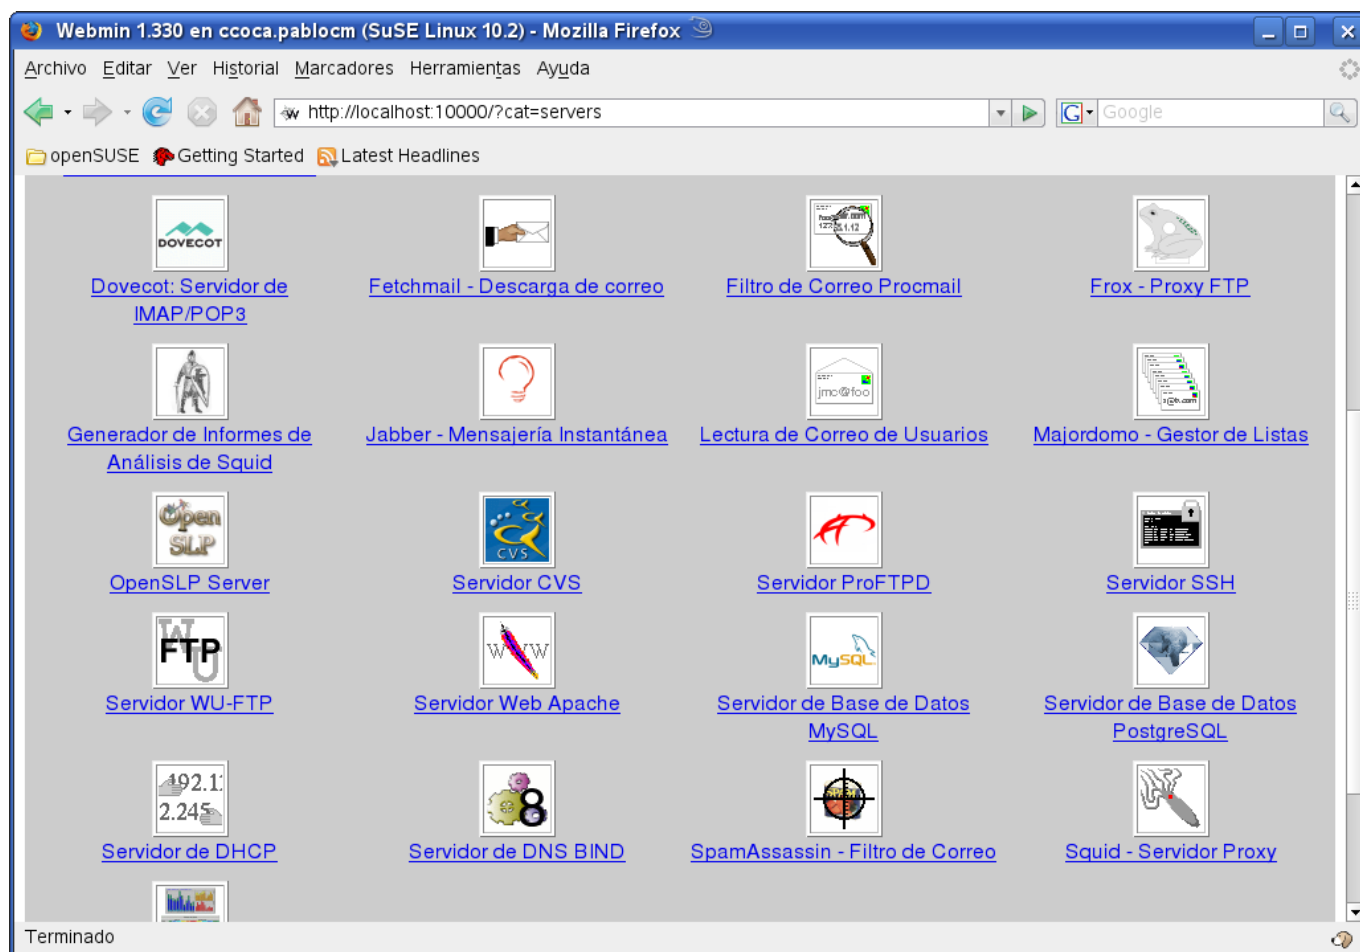 Webmin 1.330 en ccoca.pablocm (SuSE Linux 10.2) - Mozilla Firefox
Archivo Editar Ver Historial Marcadores Herramientas Ayuda
http://localhost:10000/?cat=servers
G Google
openSUSE Getting Started Latest Headlines
DOVECOT
Dovecot: Servidor de
IMAP/POP3
Fetchmail - Descarga de correo
Filtro de Correo Procmail
Frox - Proxy FTP
Generador de Informes de
Análisis de Squid
Jabber - Mensajería Instantánea
jmc@foo
Lectura de Correo de Usuarios
Majordomo - Gestor de Listas
Open
SLP
OpenSLP Server
CVS
Servidor CVS
Servidor ProFTPD
Servidor SSH
WU
FTP
Servidor WU-FTP
WWW
Servidor Web Apache
MySQL
Servidor de Base de Datos
MySQL
Servidor de Base de Datos
PostgreSQL
192.1
2.245
Servidor de DHCP
8
Servidor de DNS BIND
SpamAssassin - Filtro de Correo
Squid - Servidor Proxy
Terminado